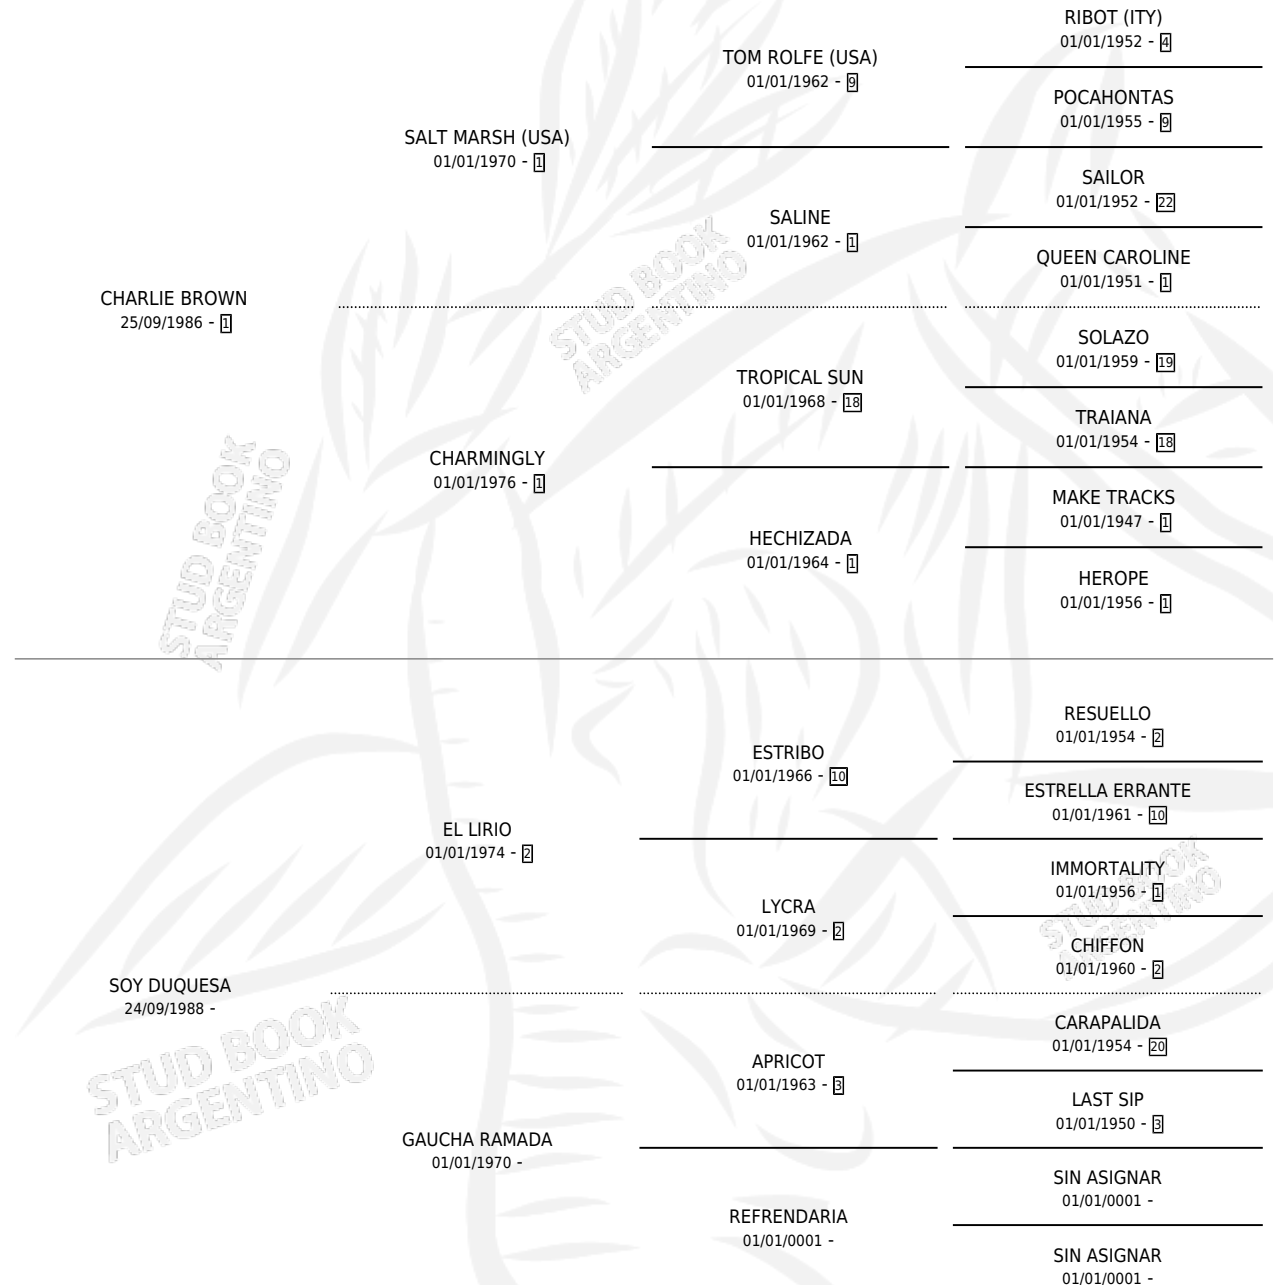 RIBOT (ITY)
01/01/1952 - 4
TOM ROLFE (USA)
01/01/1962 - 9
POCAHONTAS
01/01/1955 - 9
SALT MARSH (USA)
01/01/1970 - 1
SAILOR
01/01/1952 - 22
SALINE
01/01/1962 - 1
QUEEN CAROLINE
01/01/1951 - 1
CHARLIE BROWN
25/09/1986 - 1
STUD BOOK
ARGENTINO
SOLAZO
01/01/1959 - 19
TROPICAL SUN
01/01/1968 - 18
TRAIANA
01/01/1954 - 18
CHARMINGLY
01/01/1976 - 1
MAKE TRACKS
01/01/1947 - 1
HECHIZADA
01/01/1964 - 1
HEROPE
01/01/1956 - 1
STUD BOOK
ARGENTINO
RESUELLO
01/01/1954 - 2
ESTRIBO
01/01/1966 - 10
ESTRELLA ERRANTE
01/01/1961 - 10
EL LIRIO
01/01/1974 - 2
IMMORTALITY
01/01/1956 - 1
LYCRA
01/01/1969 - 2
CHIFFON
01/01/1960 - 2
STUD BOOK
ARGENTINO
SOY DUQUESA
24/09/1988 -
CARAPALIDA
01/01/1954 - 20
APRICOT
01/01/1963 - 3
LAST SIP
01/01/1950 - 3
STUD BOOK
ARGENTINO
GAUCHA RAMADA
01/01/1970 -
SIN ASIGNAR
01/01/0001 -
REFRENDARIA
01/01/0001 -
SIN ASIGNAR
01/01/0001 -